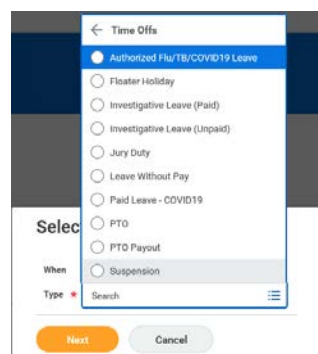 ← Time Offs
Authorized Flu/TB/COVID19 Leave
Floater Holiday
Investigative Leave (Paid)
Investigative Leave (Unpaid)
Jury Duty
Leave Without Pay
Paid Leave - COVID19
PTO
PTO Payout
Suspension
Selec
When
Type * Search
Next Cancel